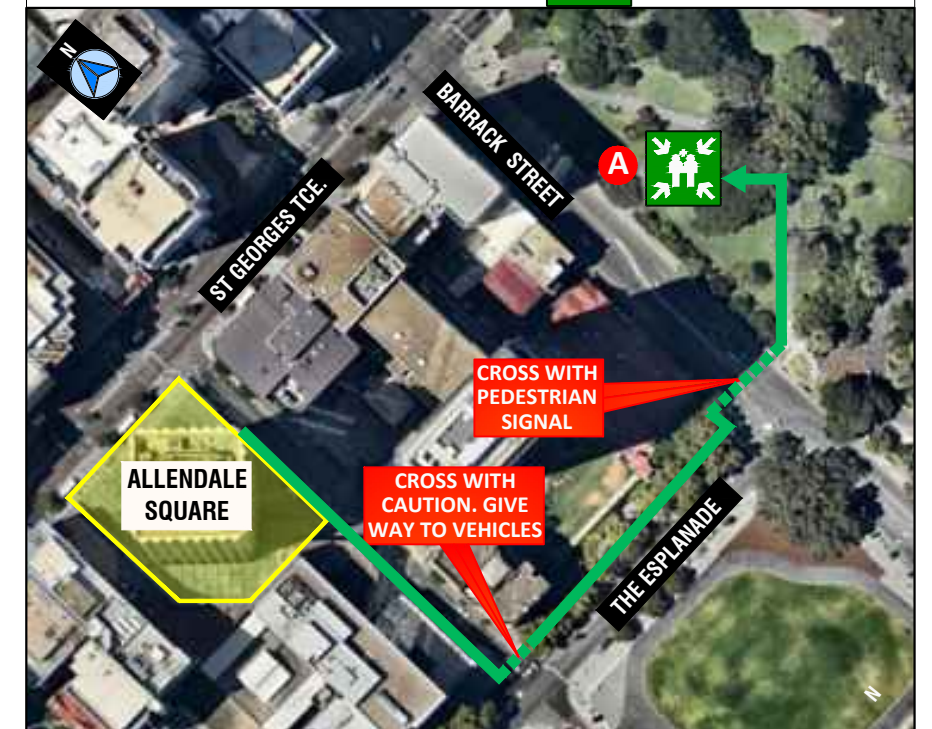 N
BARRACK STREET
A
ST GEORGES TCE.
CROSS WITH
PEDESTRIAN
SIGNAL
ALLENDALE
SQUARE
CROSS WITH
CAUTION. GIVE
WAY TO VEHICLES
THE ESPLANADE
N